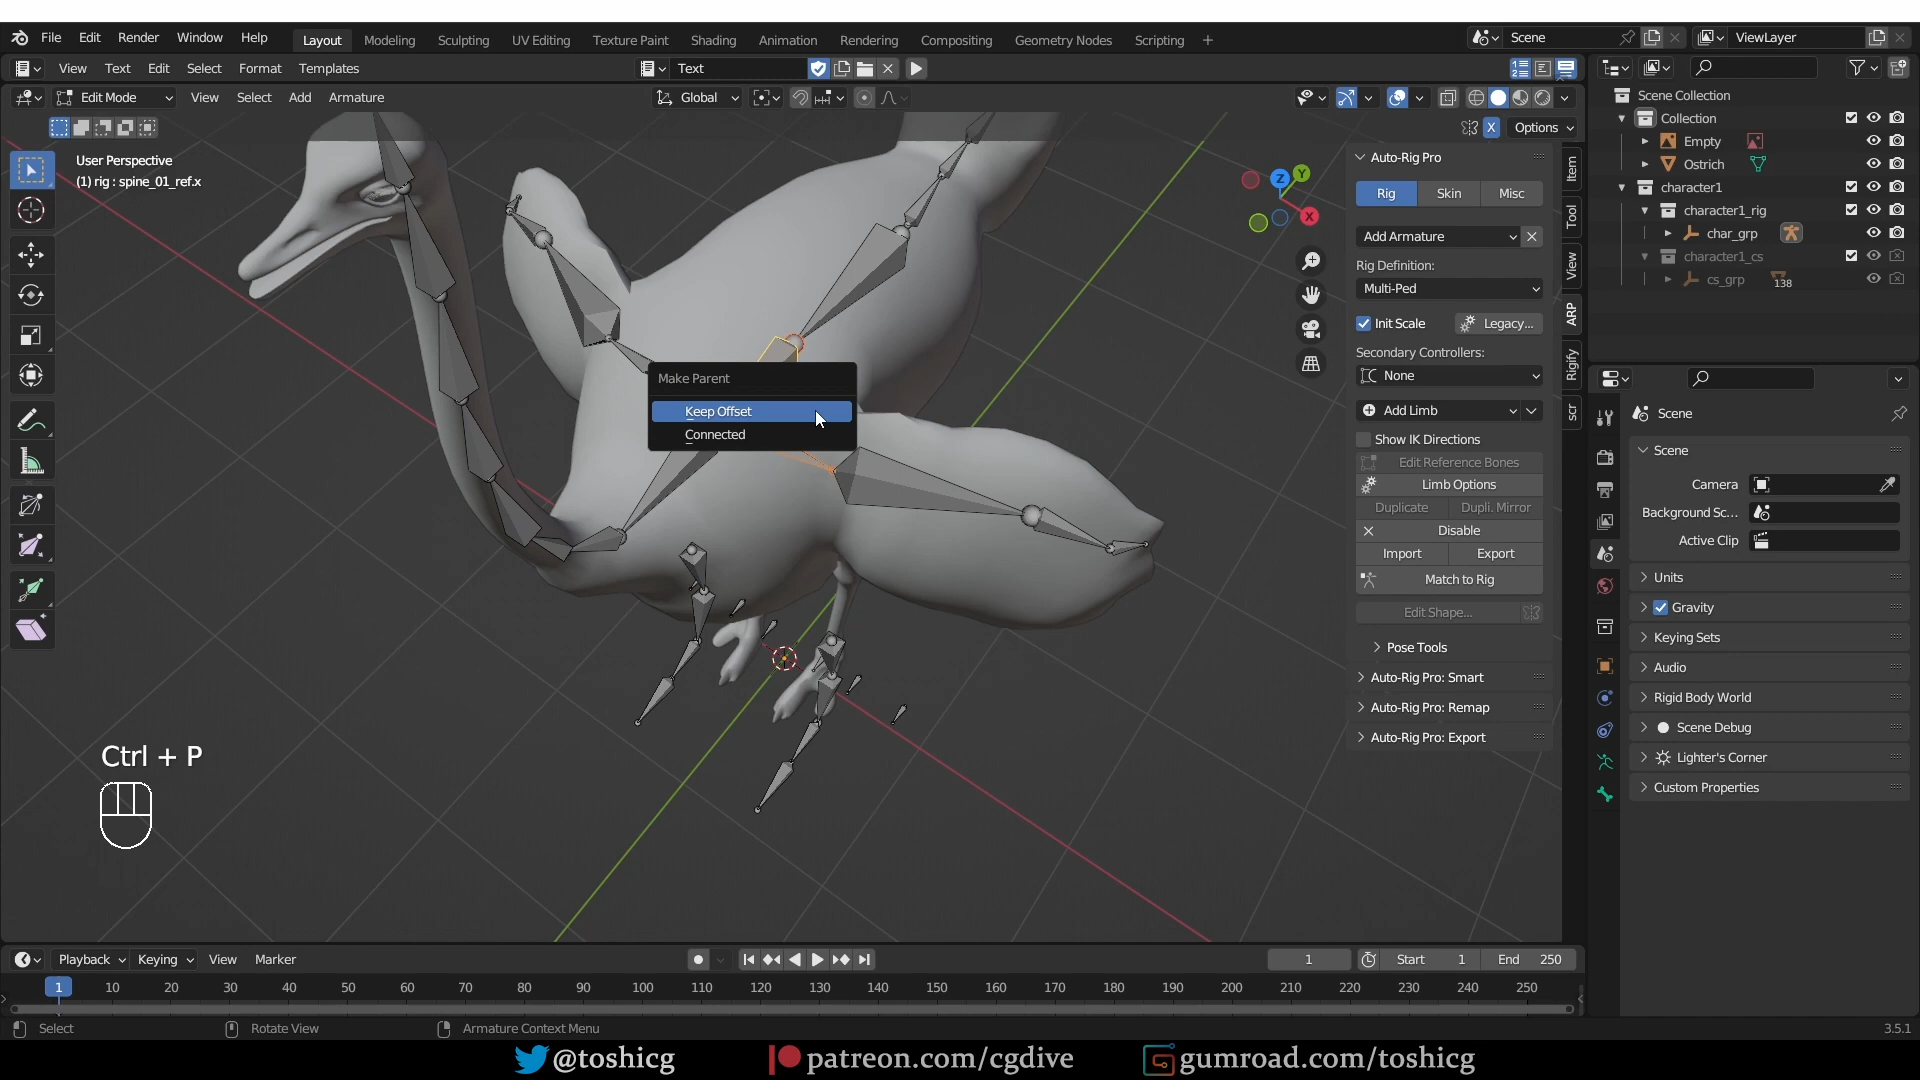 File Edit Render Window Help Layout Modeling Sculpting UV Editing Texture Paint Shading Animation Rendering Compositing Geometry Nodes Scripting + Scene ViewLayer
View Text Edit Select Format Templates Text
Edit Mode View Select Add Armature Global
X Options
User Perspective
(1) rig : spine_01_ref.x
Z Y X
Make Parent
Keep Offset
Connected
Ctrl + P
Auto-Rig Pro
Rig Skin Misc
Add Armature
Rig Definition:
Multi-Ped
Init Scale Legacy...
Secondary Controllers:
None
Add Limb
Show IK Directions
Edit Reference Bones
Limb Options
Duplicate Dupli. Mirror
Disable
Import Export
Match to Rig
Edit Shape...
Pose Tools
Auto-Rig Pro: Smart
Auto-Rig Pro: Remap
Auto-Rig Pro: Export
Item
Tool
View
ARP
Rigify
scr
Scene Collection
Collection
Empty
Ostrich
character1
character1_rig
char_grp
character1_cs
cs_grp 138
Scene
Scene
Camera
Background Sc...
Active Clip
Units
Gravity
Keying Sets
Audio
Rigid Body World
Scene Debug
Lighter's Corner
Custom Properties
Playback Keying View Marker 1 Start 1 End 250
1 10 20 30 40 50 60 70 80 90 100 110 120 130 140 150 160 170 180 190 200 210 220 230 240 250
Select Rotate View Armature Context Menu 3.5.1
@toshicg patreon.com/cgdive gumroad.com/toshicg